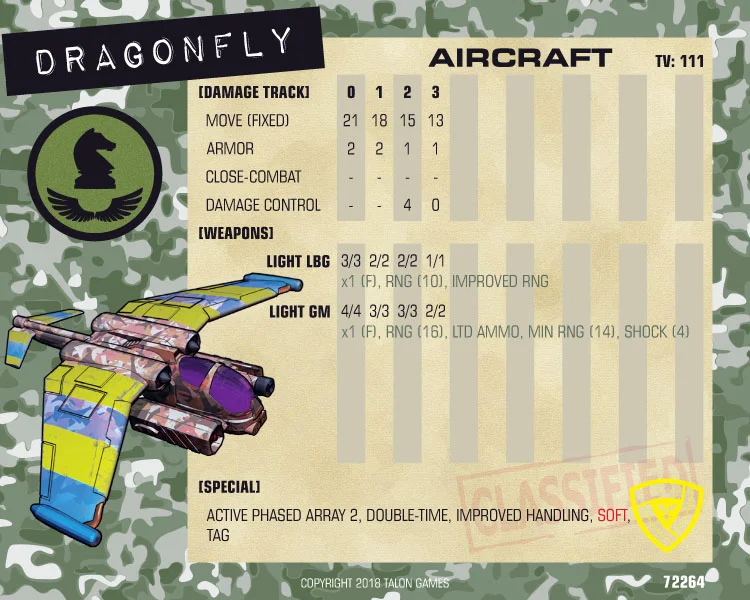 DRAGONFLY
AIRCRAFT TV: 111
[DAMAGE TRACK] 0 1 2 3
MOVE (FIXED) 21 18 15 13
ARMOR 2 2 1 1
CLOSE-COMBAT - - - -
DAMAGE CONTROL - - 4 0
[WEAPONS]
LIGHT LBG 3/3 2/2 2/2 1/1
x1 (F), RNG (10), IMPROVED RNG
LIGHT GM 4/4 3/3 3/3 2/2
x1 (F), RNG (16), LTD AMMO, MIN RNG (14), SHOCK (4)
CLASSIFIED
[SPECIAL]
ACTIVE PHASED ARRAY 2, DOUBLE-TIME, IMPROVED HANDLING, SOFT,
TAG
COPYRIGHT 2018 TALON GAMES
72264